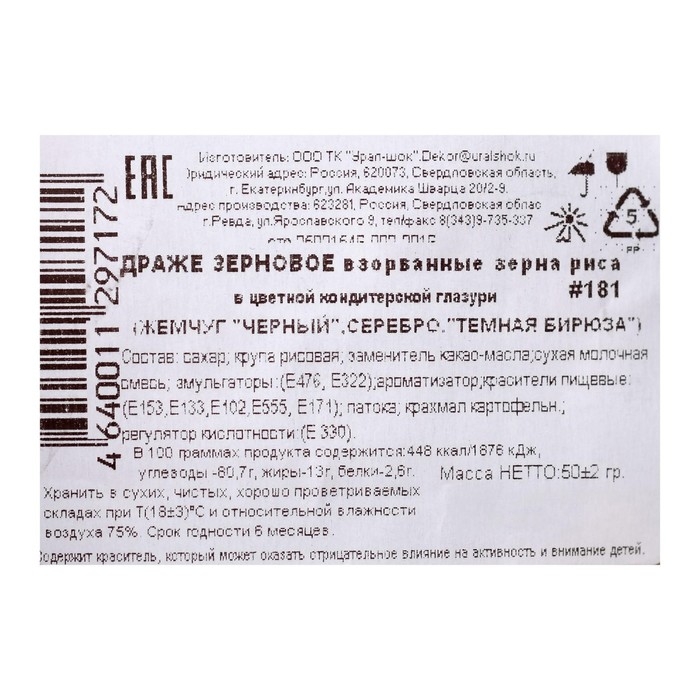 4640011 297172
EAC
Изготовитель: ООО ТК "Урал-шок".Dekor@uralshok.ru
Юридический адрес: Россия, 620073, Свердловская область,
г. Екатеринбург,ул. Академика Шварца 20/2-9.
Адрес производства: 623281, Россия, Свердловская облас
г.Ревда, ул.Ярославского 9, тел/факс 8(343)9-735-337
5
PP
ДРАЖЕ ЗЕРНОВОЕ взорванные зерна риса
в цветной кондитерской глазури #181
(ЖЕМЧУГ "ЧЕРНЫЙ",СЕРЕБРО,"ТЕМНАЯ БИРЮЗА")
Состав: сахар; крупа рисовая; заменитель какао-масла;сухая молочная
смесь; эмульгаторы:(Е476, Е322);ароматизатор;красители пищевые:
(Е153,Е133,Е102,Е555, Е171); патока; крахмал картофельн.;
регулятор кислотности:(Е 330).
В 100 граммах продукта содержится:448 ккал/1876 кДж,
углеводы -80,7г, жиры-13г, белки-2,6г. Масса НЕТТО:50±2 гр.
Хранить в сухих, чистых, хорошо проветриваемых
складах при Т(18±3)°С и относительной влажности
воздуха 75%. Срок годности 6 месяцев.
Содержит краситель, который может оказать отрицательное влияние на активность и внимание детей.